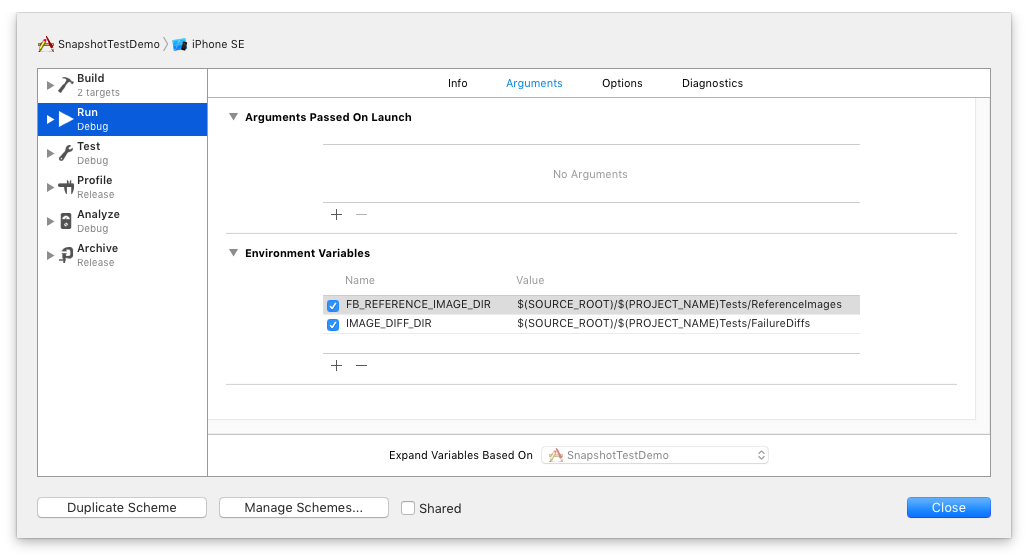 SnapshotTestDemo iPhone SE
Build
2 targets
Run
Debug
Test
Debug
Profile
Release
Analyze
Debug
Archive
Release
Info Arguments Options Diagnostics
Arguments Passed On Launch
No Arguments
Environment Variables
Name Value
FB_REFERENCE_IMAGE_DIR $(SOURCE_ROOT)/$(PROJECT_NAME)Tests/ReferenceImages
IMAGE_DIFF_DIR $(SOURCE_ROOT)/$(PROJECT_NAME)Tests/FailureDiffs
Expand Variables Based On SnapshotTestDemo
Duplicate Scheme Manage Schemes... Shared Close